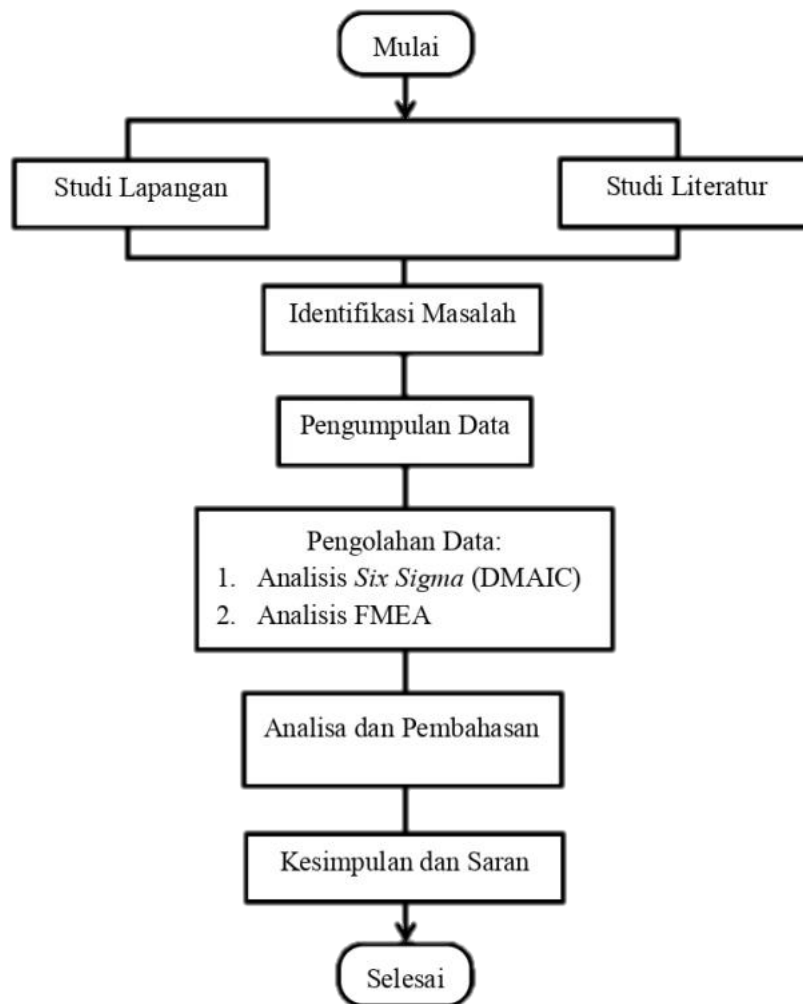 Mulai
Studi Lapangan
Studi Literatur
Identifikasi Masalah
Pengumpulan Data
Pengolahan Data:
1. Analisis Six Sigma (DMAIC)
2. Analisis FMEA
Analisa dan Pembahasan
Kesimpulan dan Saran
Selesai